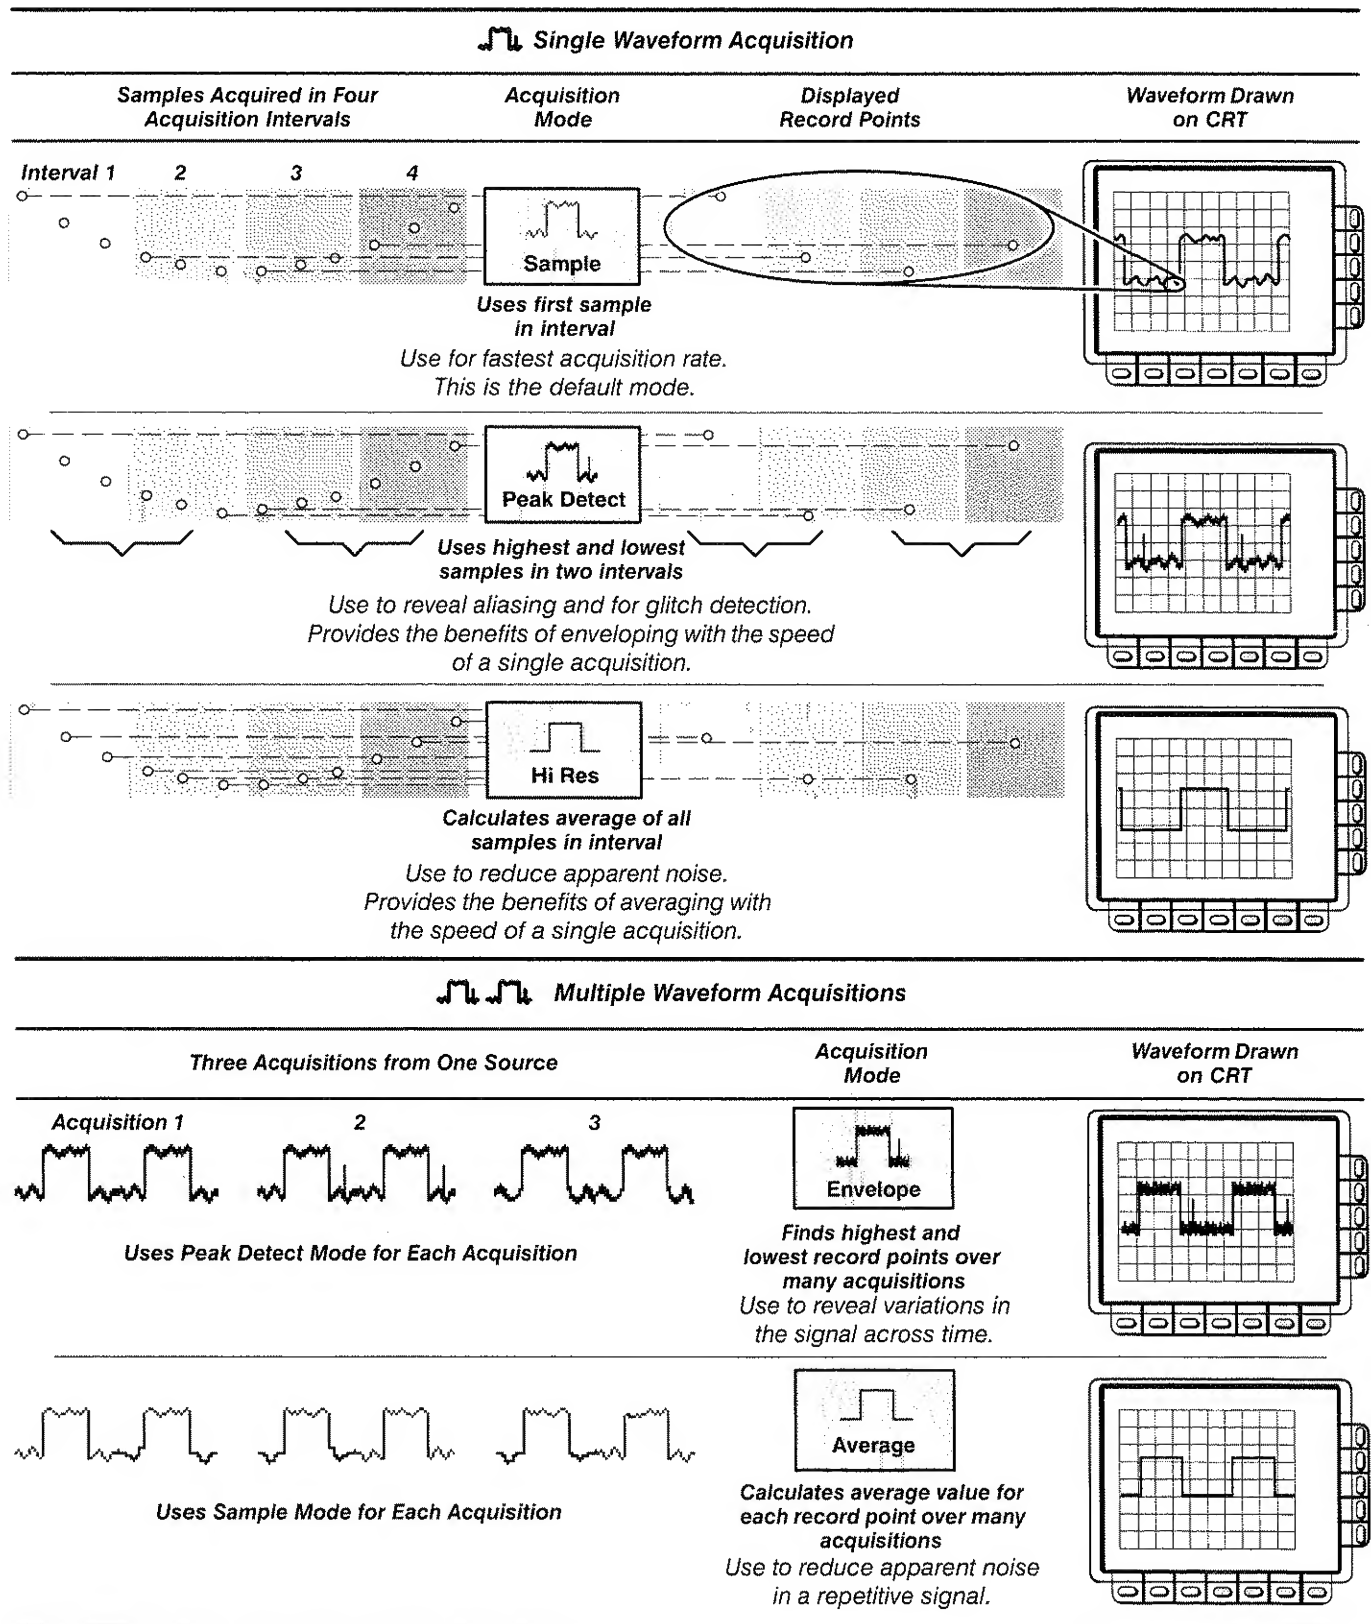 Single Waveform Acquisition
Samples Acquired in Four
Acquisition Intervals
Acquisition
Mode
Displayed
Record Points
Waveform Drawn
on CRT
Interval 1 2 3 4
Sample
Uses first sample
in interval
Use for fastest acquisition rate.
This is the default mode.
Peak Detect
Uses highest and lowest
samples in two intervals
Use to reveal aliasing and for glitch detection.
Provides the benefits of enveloping with the speed
of a single acquisition.
Hi Res
Calculates average of all
samples in interval
Use to reduce apparent noise.
Provides the benefits of averaging with
the speed of a single acquisition.
Multiple Waveform Acquisitions
Three Acquisitions from One Source
Acquisition
Mode
Waveform Drawn
on CRT
Acquisition 1 2 3
Envelope
Uses Peak Detect Mode for Each Acquisition
Finds highest and
lowest record points over
many acquisitions
Use to reveal variations in
the signal across time.
Average
Uses Sample Mode for Each Acquisition
Calculates average value for
each record point over many
acquisitions
Use to reduce apparent noise
in a repetitive signal.